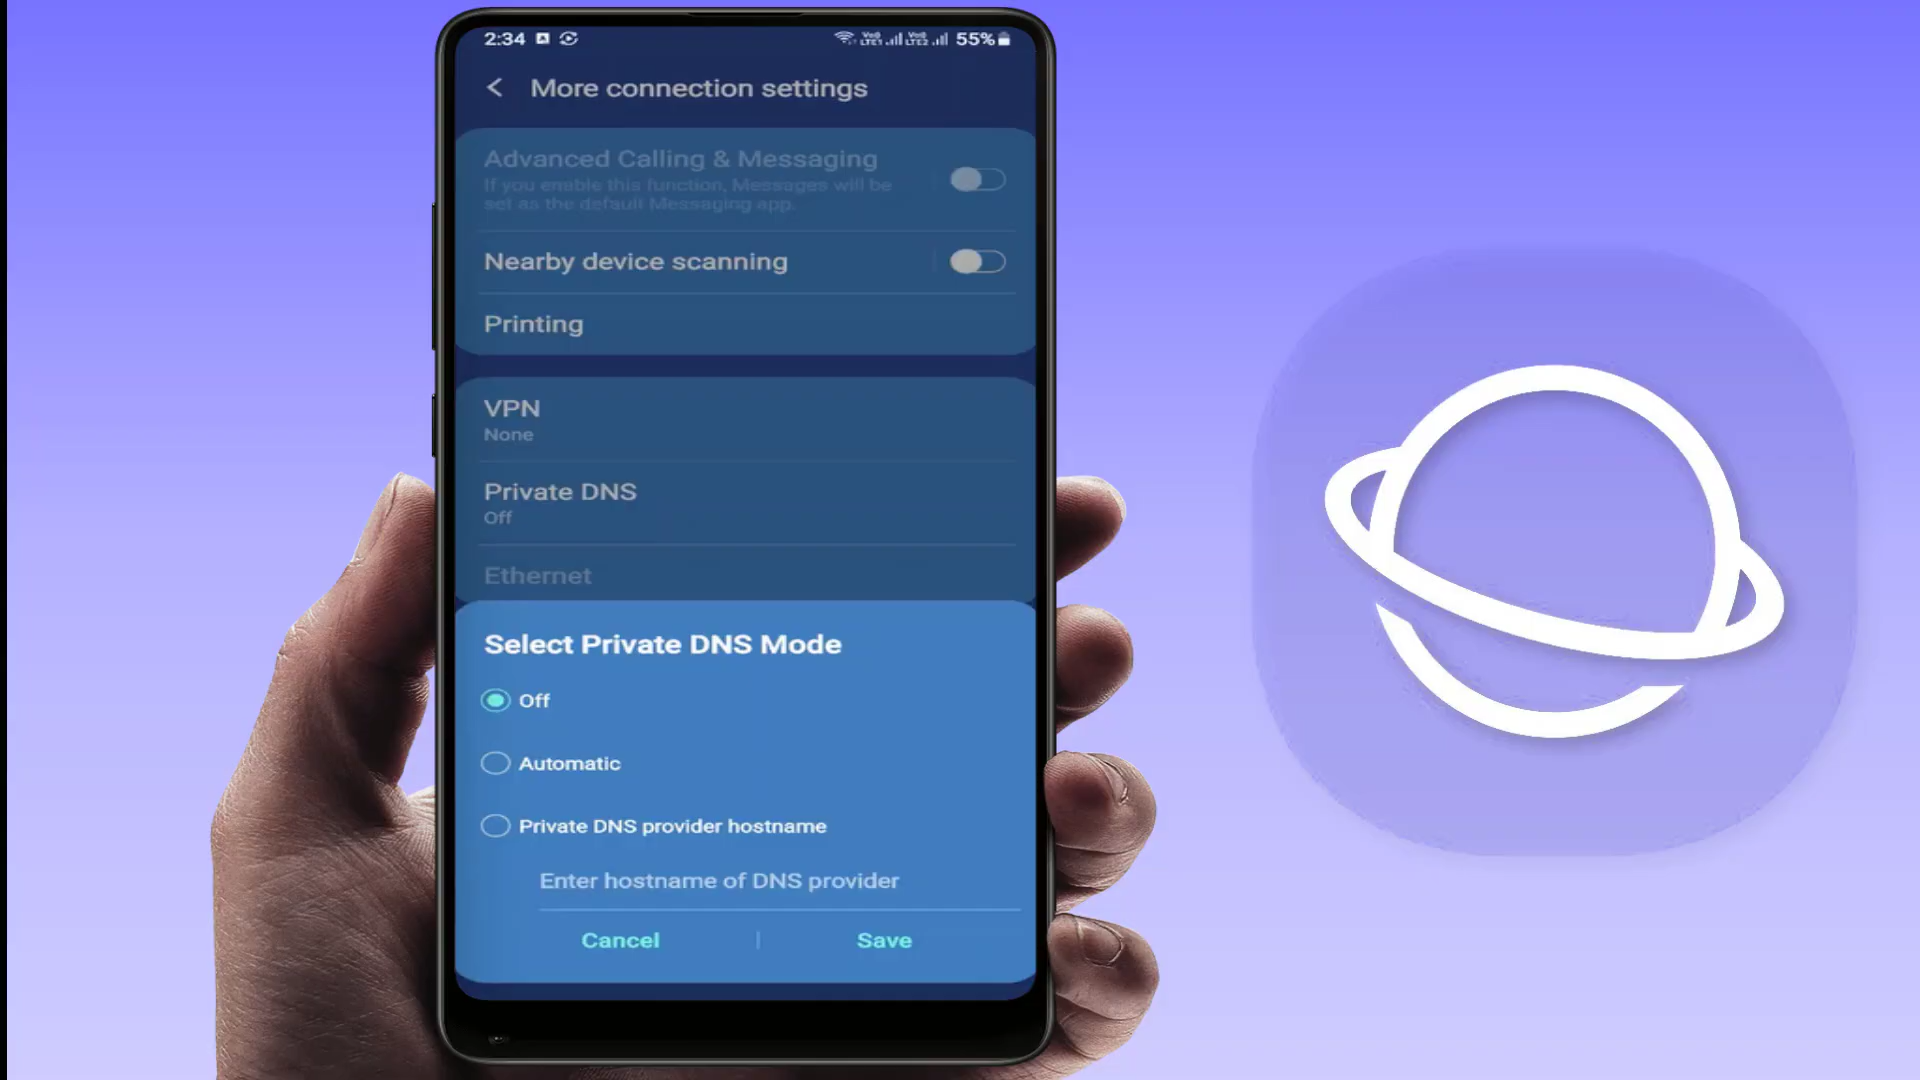 2:34 55%
More connection settings
Advanced Calling & Messaging
If you enable this function, Messages will be
set as the default Messaging app.
Nearby device scanning
Printing
VPN
None
Private DNS
Off
Ethernet
Select Private DNS Mode
Off
Automatic
Private DNS provider hostname
Enter hostname of DNS provider
Cancel | Save